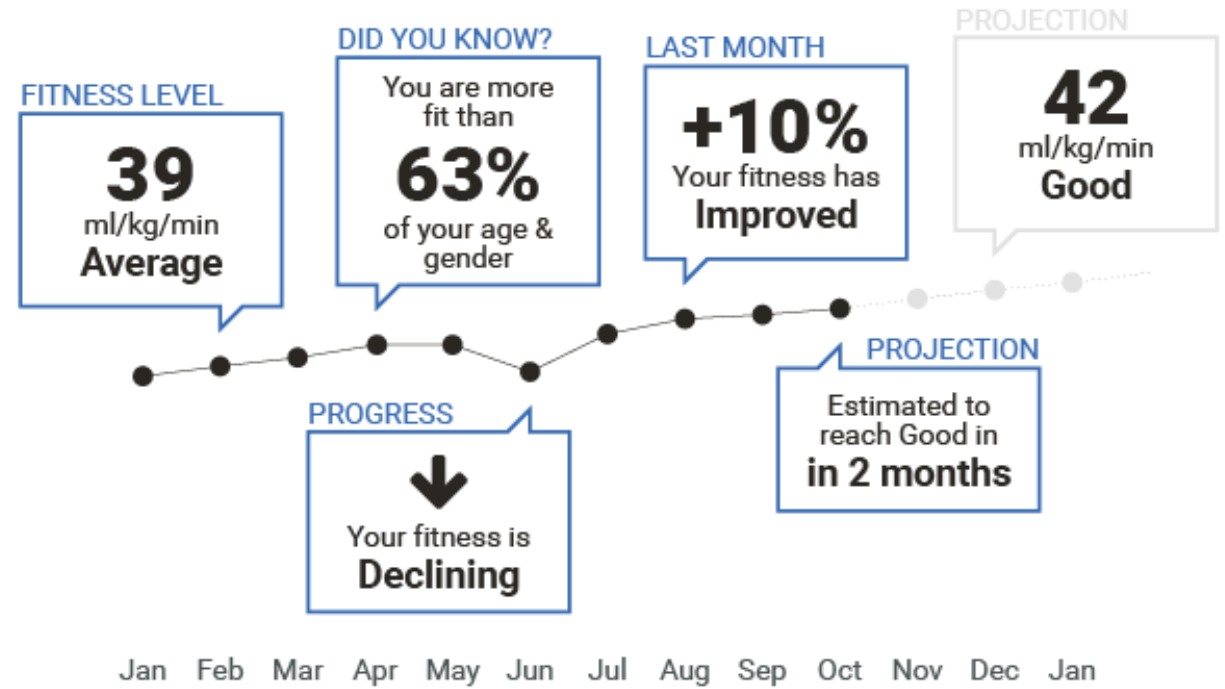 FITNESS LEVEL
39
ml/kg/min
Average
DID YOU KNOW?
You are more
fit than
63%
of your age &
gender
LAST MONTH
+10%
Your fitness has
Improved
PROJECTION
42
ml/kg/min
Good
PROGRESS
Your fitness is
Declining
PROJECTION
Estimated to
reach Good in
in 2 months
Jan Feb Mar Apr May Jun Jul Aug Sep Oct Nov Dec Jan